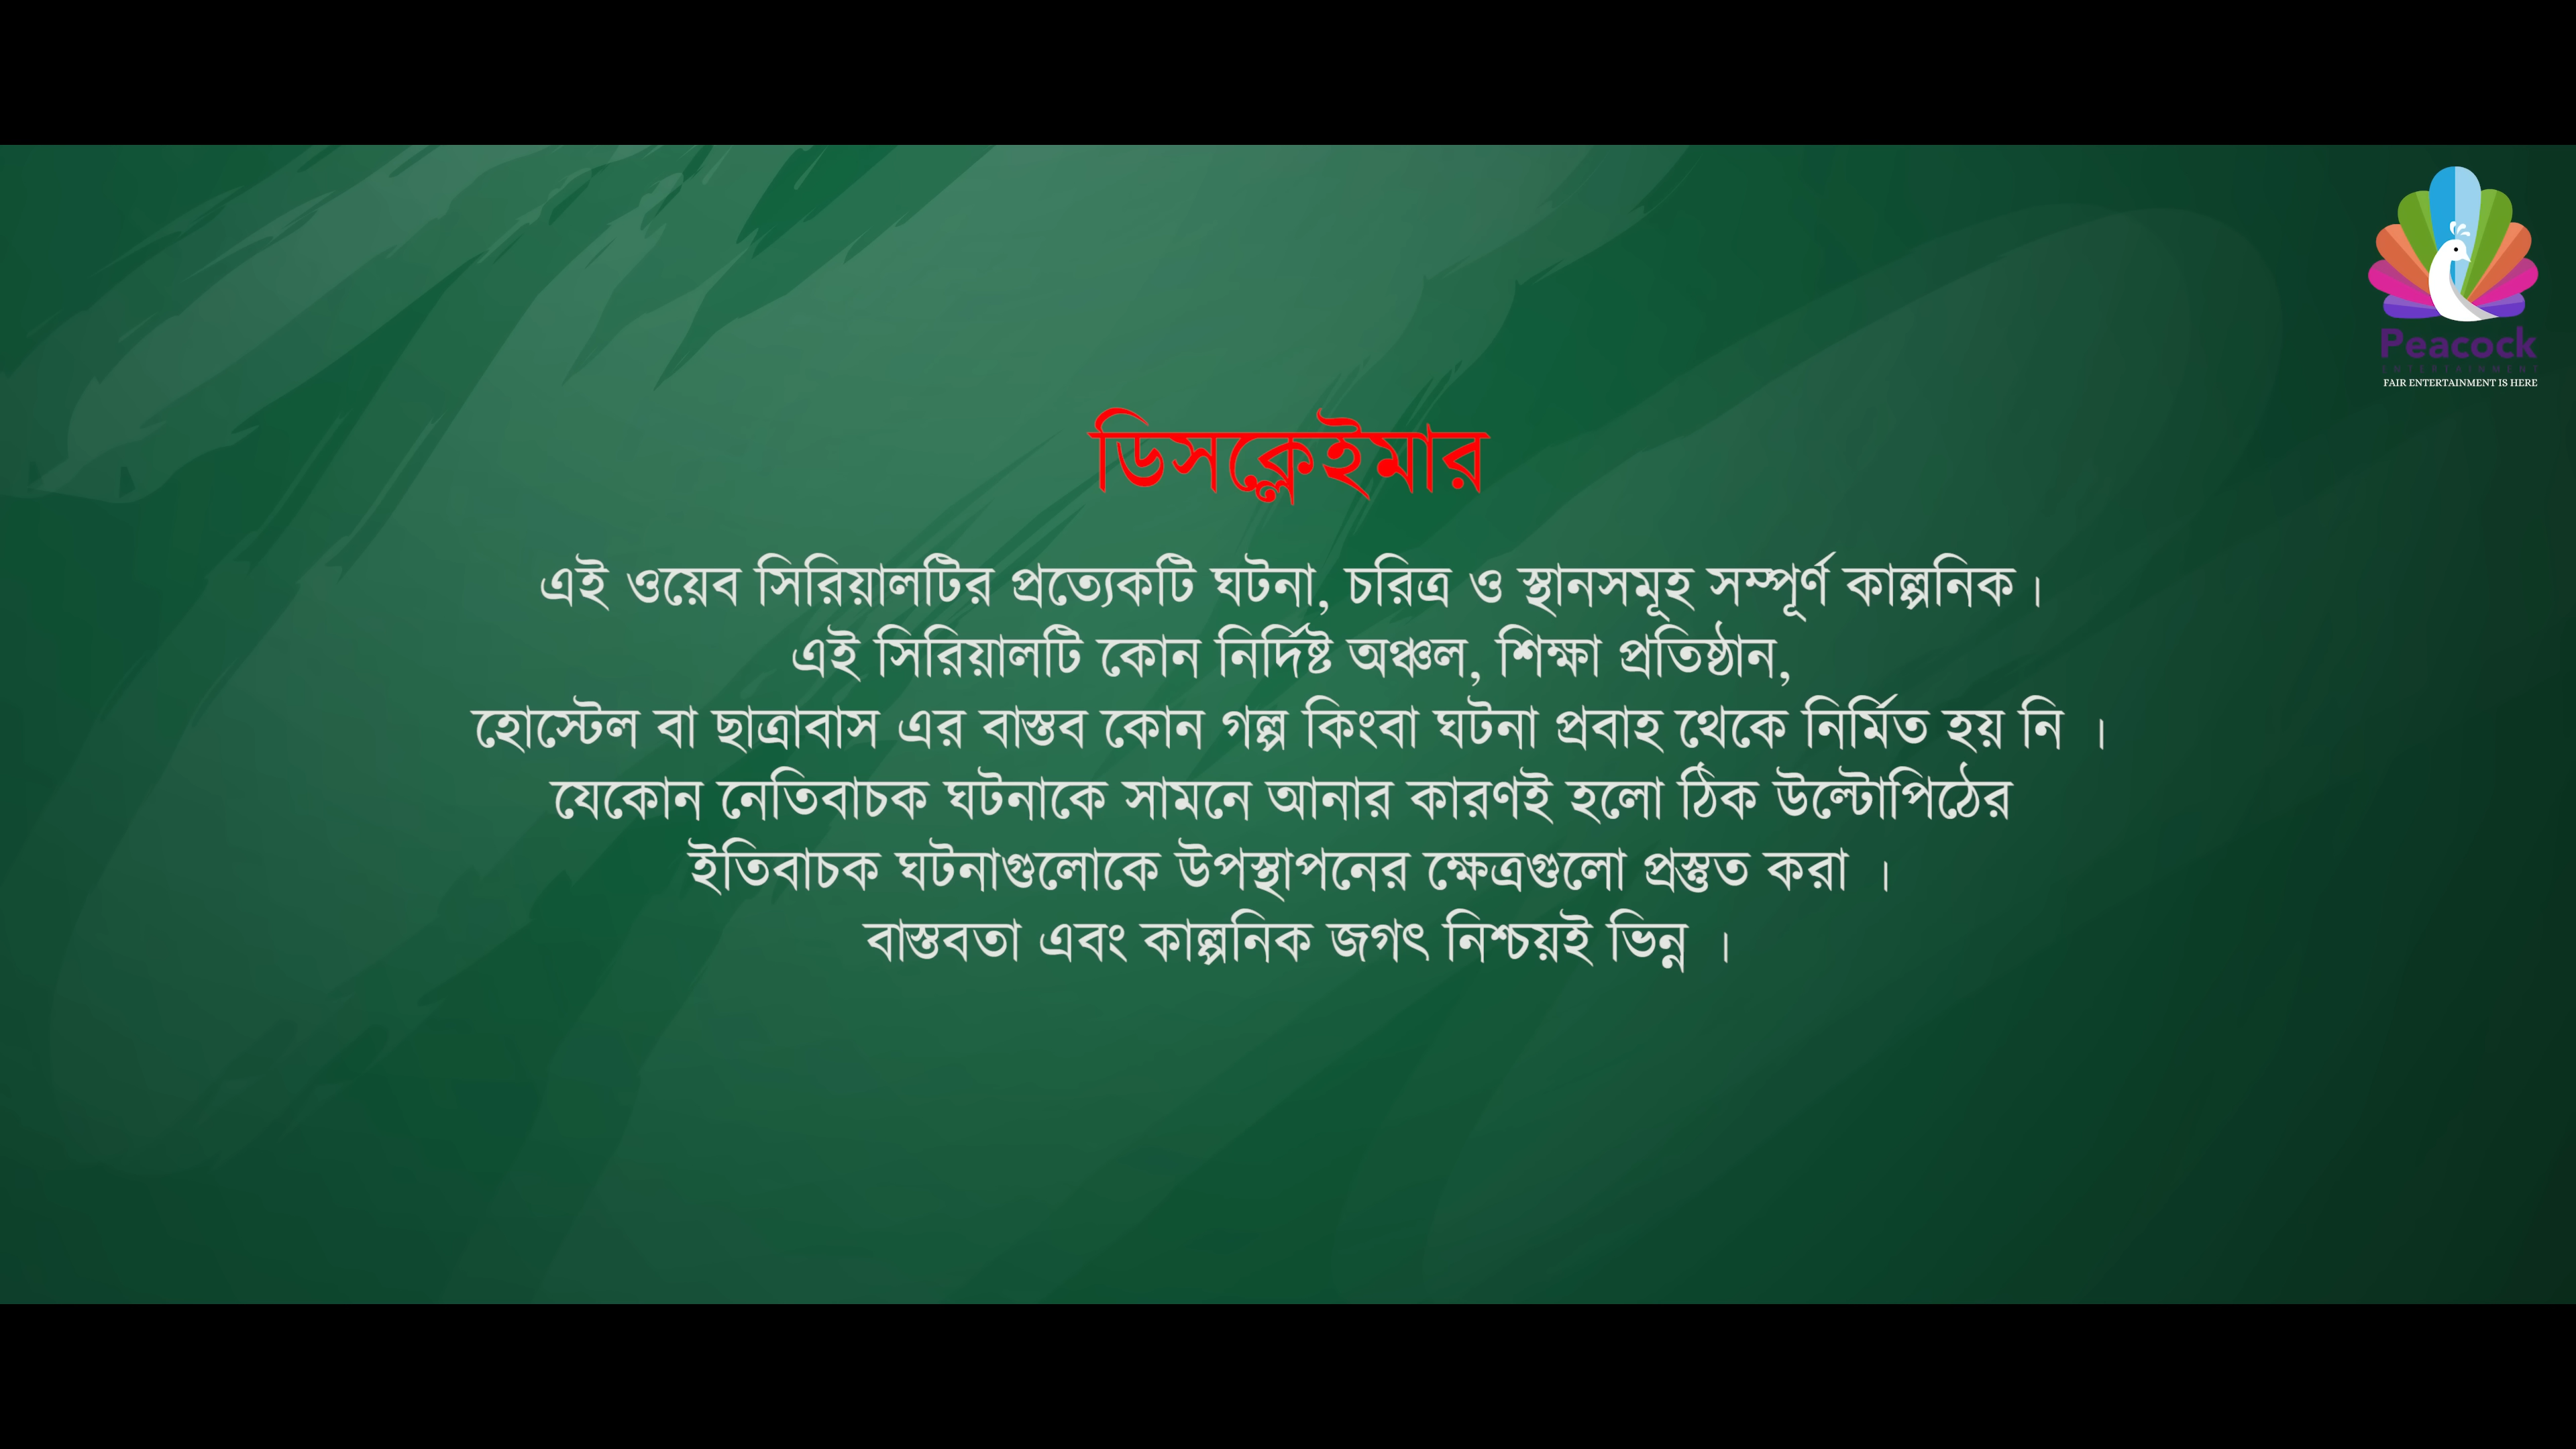 Peacock
ENTERTAINMENT
FAIR ENTERTAINMENT IS HERE
ডিসক্লেইমার
এই ওয়েব সিরিয়ালটির প্রত্যেকটি ঘটনা, চরিত্র ও স্থানসমূহ সম্পূর্ণ কাল্পনিক।
এই সিরিয়ালটি কোন নির্দিষ্ট অঞ্চল, শিক্ষা প্রতিষ্ঠান,
হোস্টেল বা ছাত্রাবাস এর বাস্তব কোন গল্প কিংবা ঘটনা প্রবাহ থেকে নির্মিত হয় নি ।
যেকোন নেতিবাচক ঘটনাকে সামনে আনার কারণই হলো ঠিক উল্টোপিঠের
ইতিবাচক ঘটনাগুলোকে উপস্থাপনের ক্ষেত্রগুলো প্রস্তুত করা ।
বাস্তবতা এবং কাল্পনিক জগৎ নিশ্চয়ই ভিন্ন ।